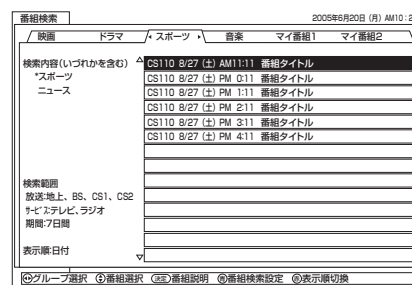 番組検索 2005年6月20日 (月) AM10:2
映画 ドラマ スポーツ 音楽 マイ番組1 マイ番組2
検索内容(いづれかを含む)
*スポーツ
ニュース
CS110 8/27 (土) AM11:11 番組タイトル
CS110 8/27 (土) PM 0:11 番組タイトル
CS110 8/27 (土) PM 1:11 番組タイトル
CS110 8/27 (土) PM 2:11 番組タイトル
CS110 8/27 (土) PM 3:11 番組タイトル
CS110 8/27 (土) PM 4:11 番組タイトル
検索範囲
放送:地上、BS、CS1、CS2
サービス:テレビ、ラジオ
期間:7日間
表示順:日付
グループ選択 番組選択 決定 番組説明 青 番組検索設定 赤 表示順切換